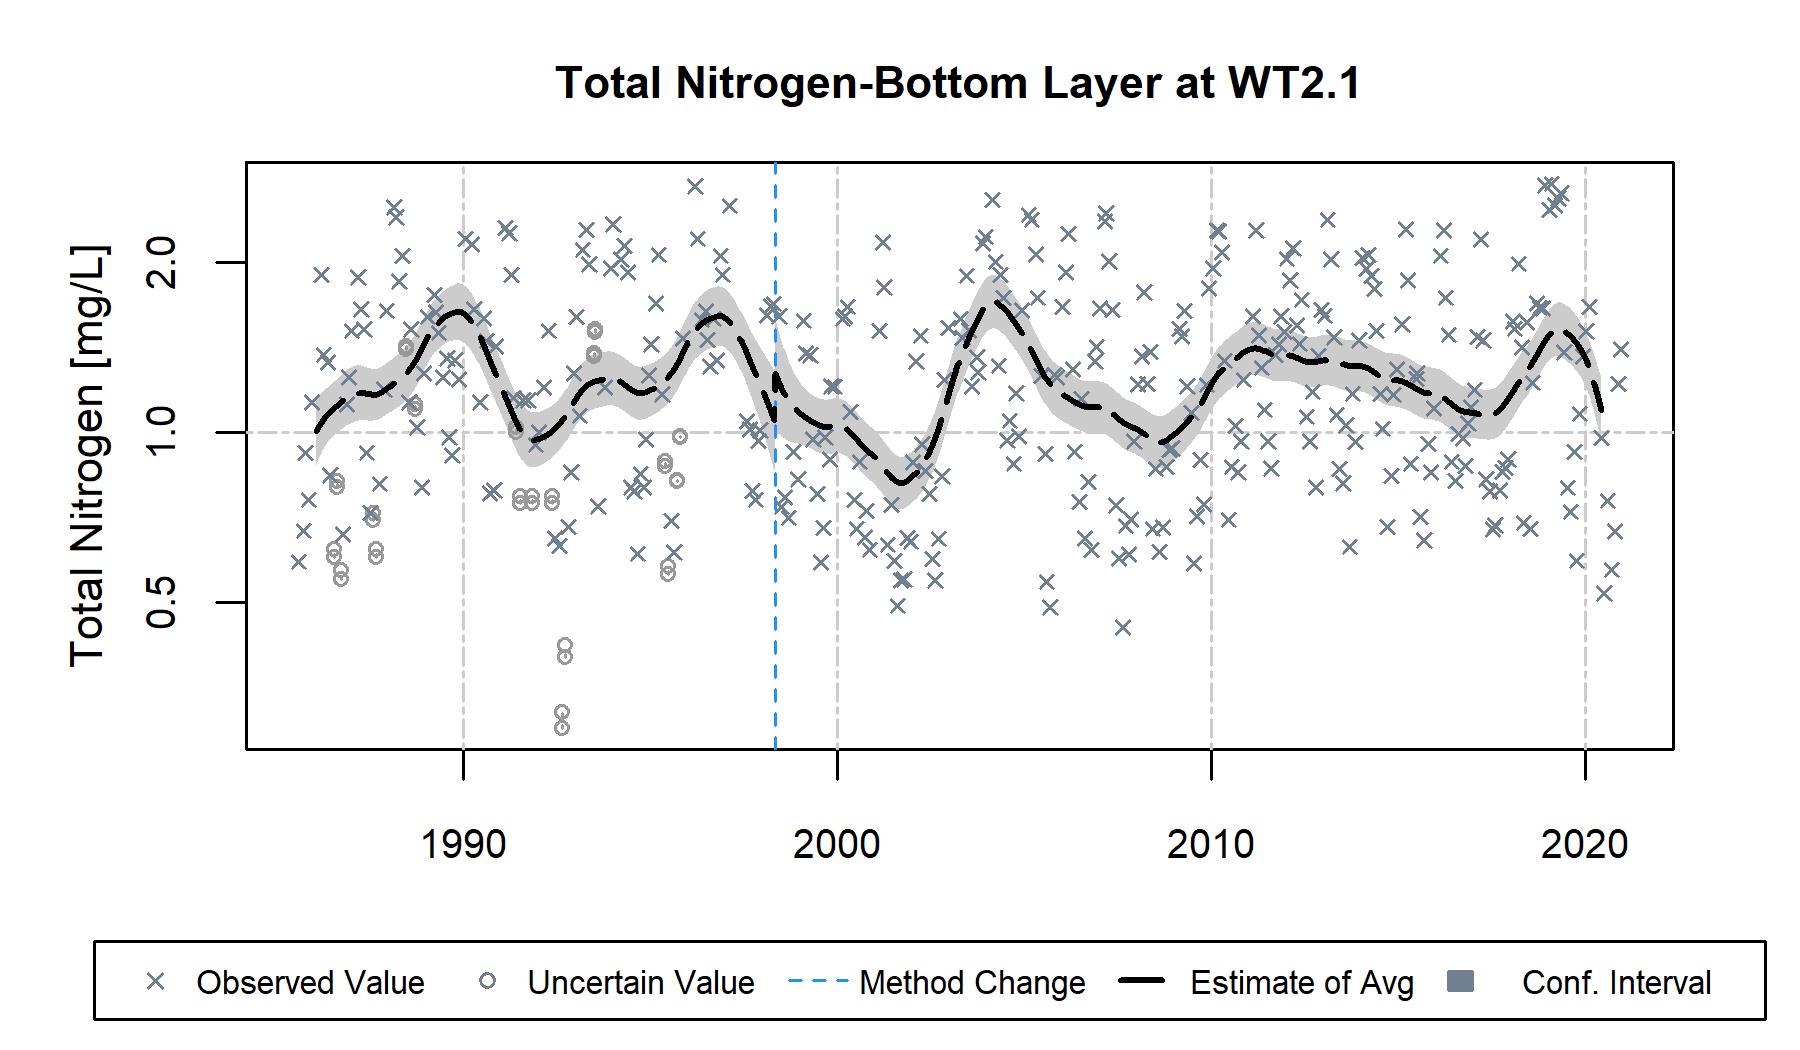 Total Nitrogen-Bottom Layer at WT2.1
Total Nitrogen [mg/L]
2.0
1.0
0.5
1990 2000 2010 2020
Observed Value Uncertain Value Method Change Estimate of Avg Conf. Interval